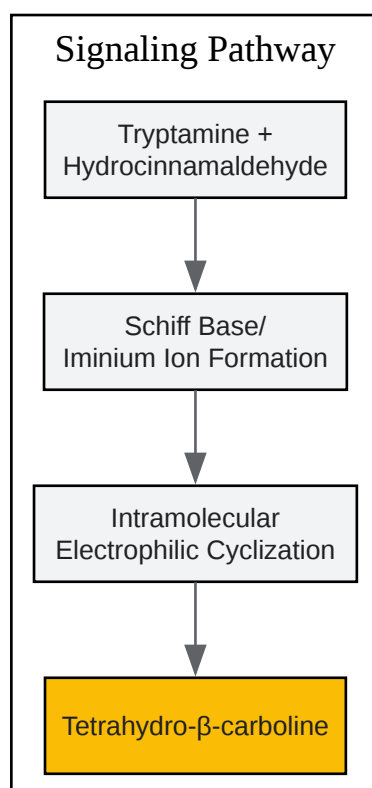 Signaling Pathway
Tryptamine +
Hydrocinnamaldehyde
Schiff Base/
Iminium Ion Formation
Intramolecular
Electrophilic Cyclization
Tetrahydro-β-carboline